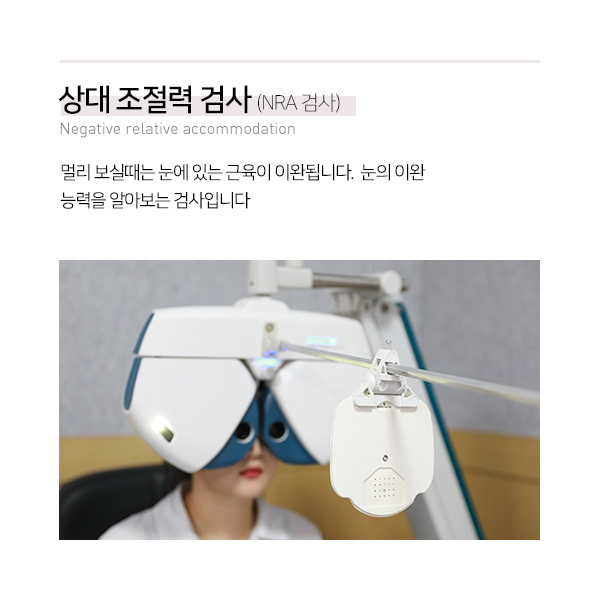 상대 조절력 검사 (NRA 검사)
Negative relative accommodation
멀리 보실때는 눈에 있는 근육이 이완됩니다. 눈의 이완
능력을 알아보는 검사입니다